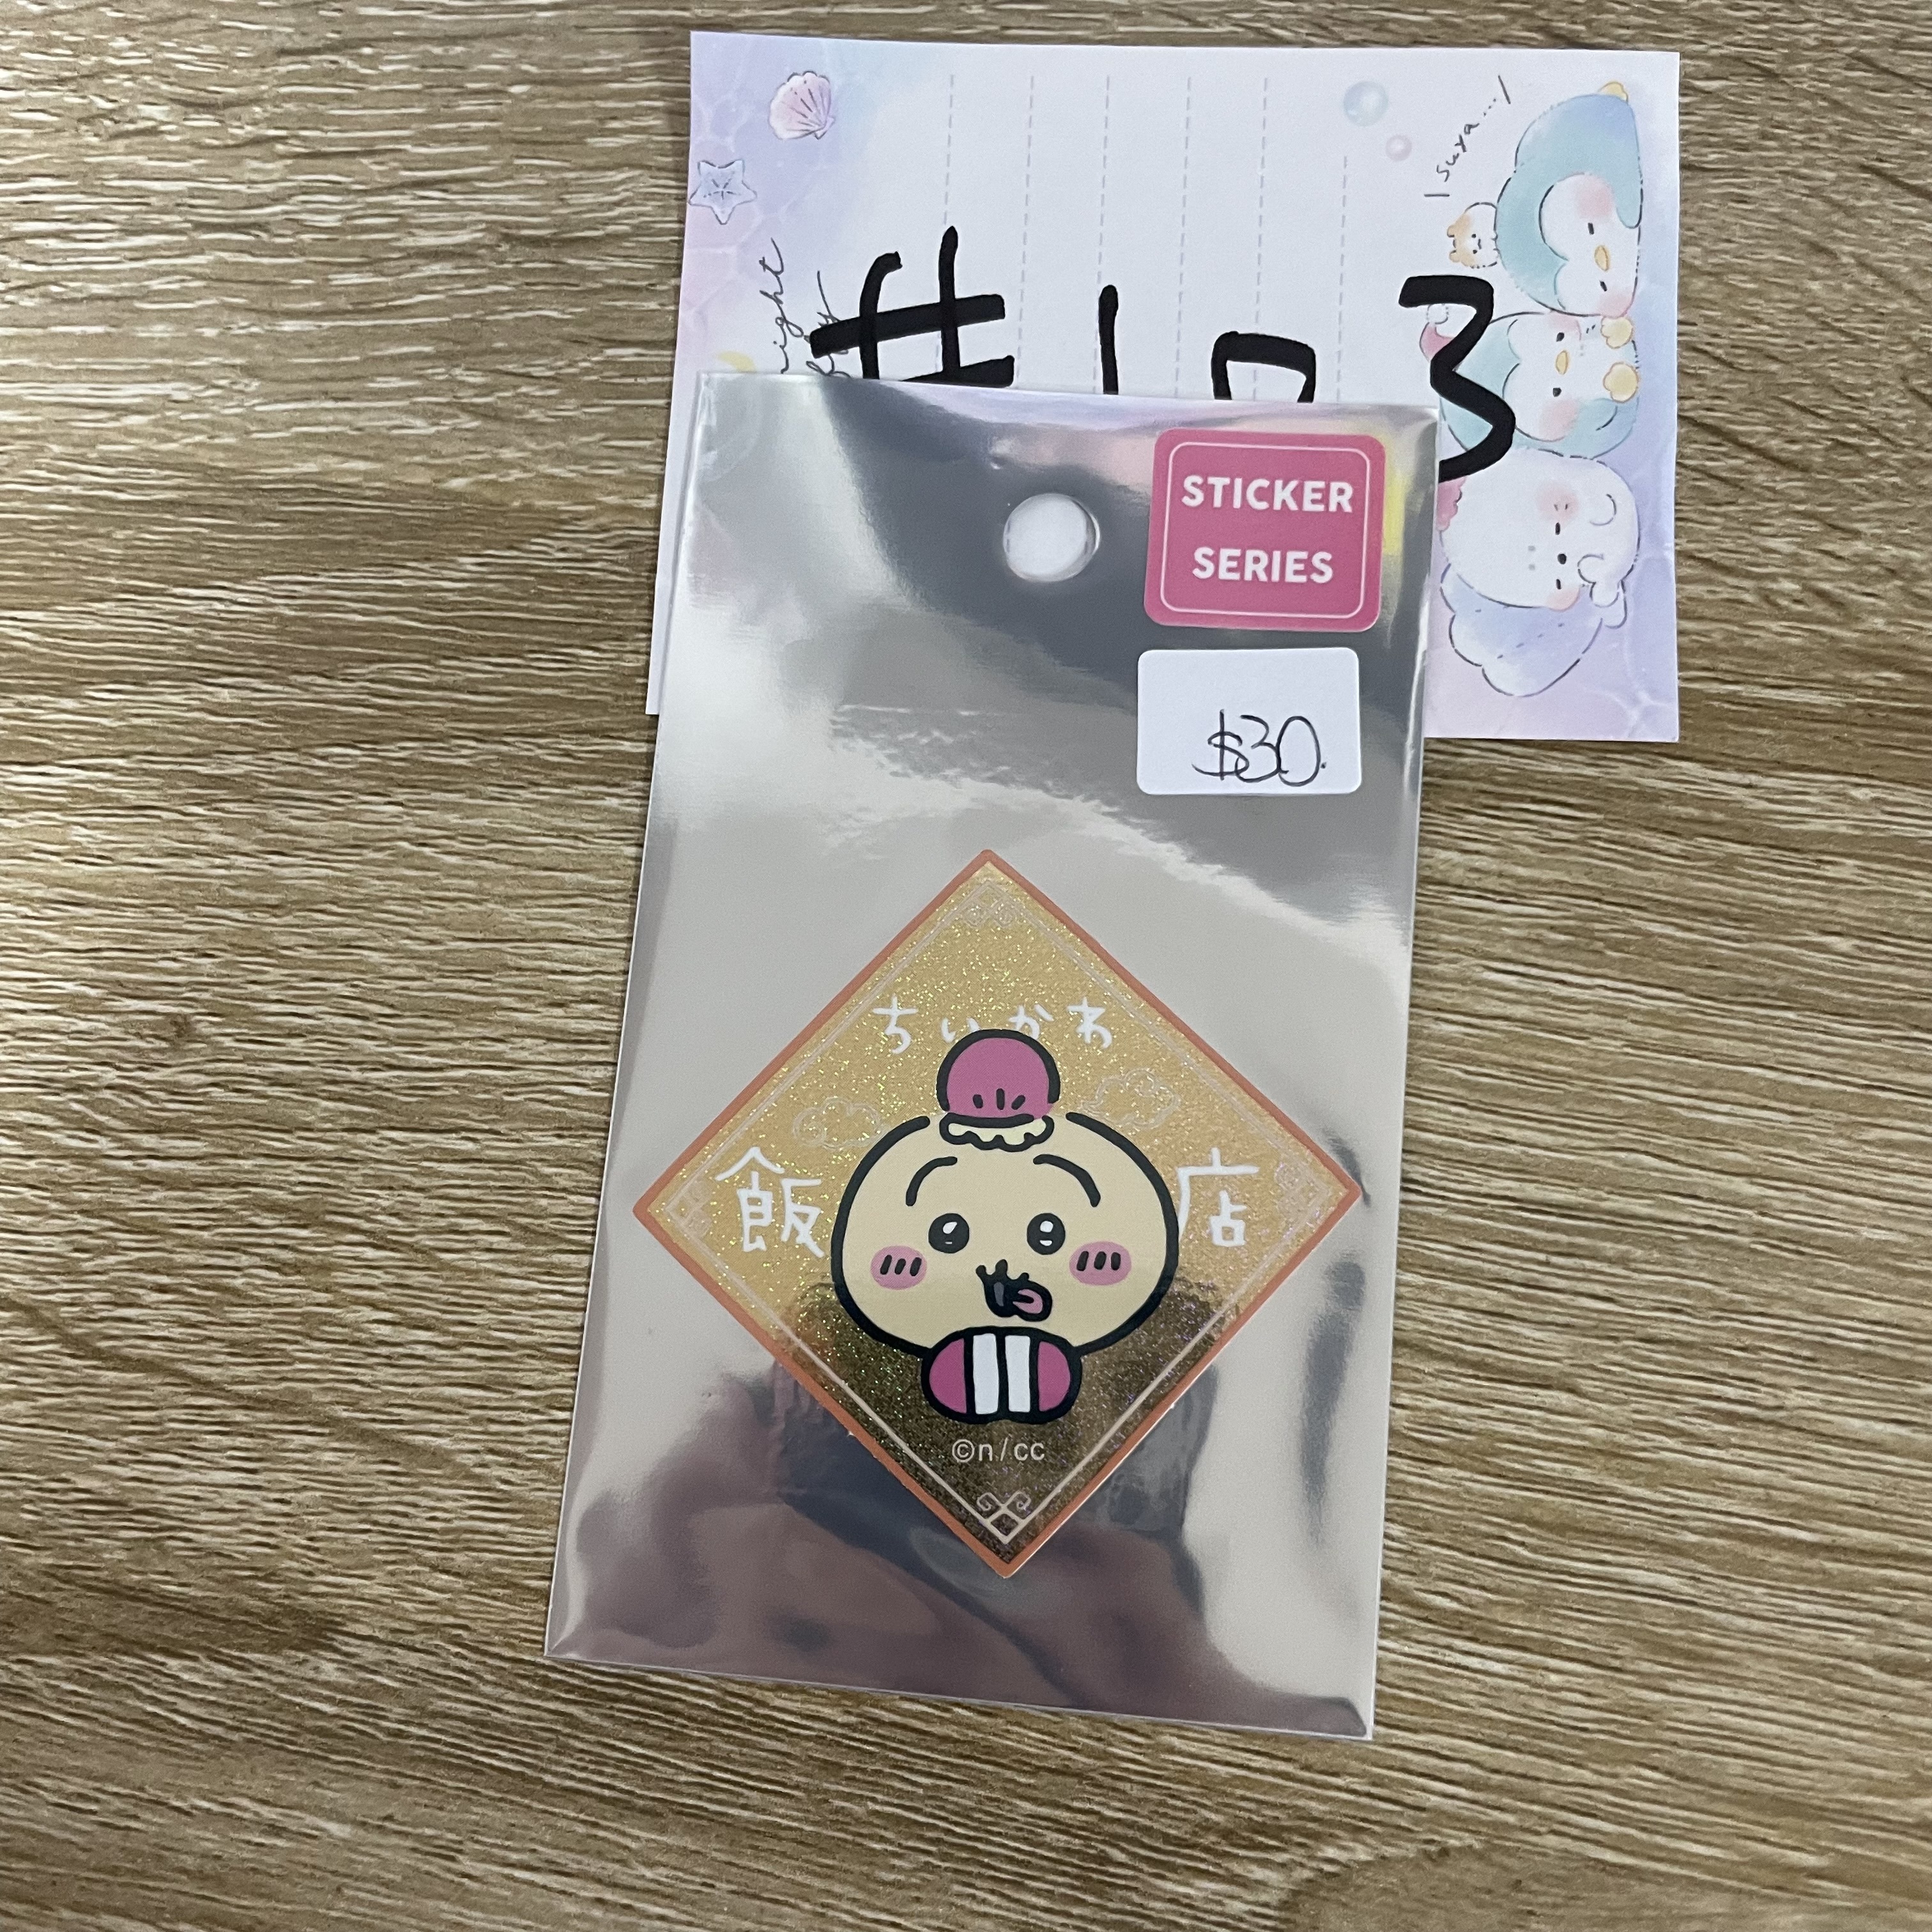 \suya..../
#103
STICKER
SERIES
$30.
ちいかわ
飯店
©n/cc